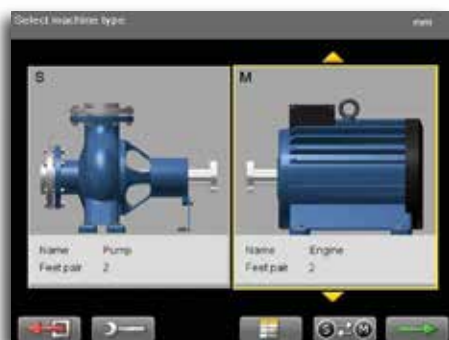 Select machine type
mm
S
M
Name Pump
Feet pair 2
Name Engine
Feet pair 2
S M